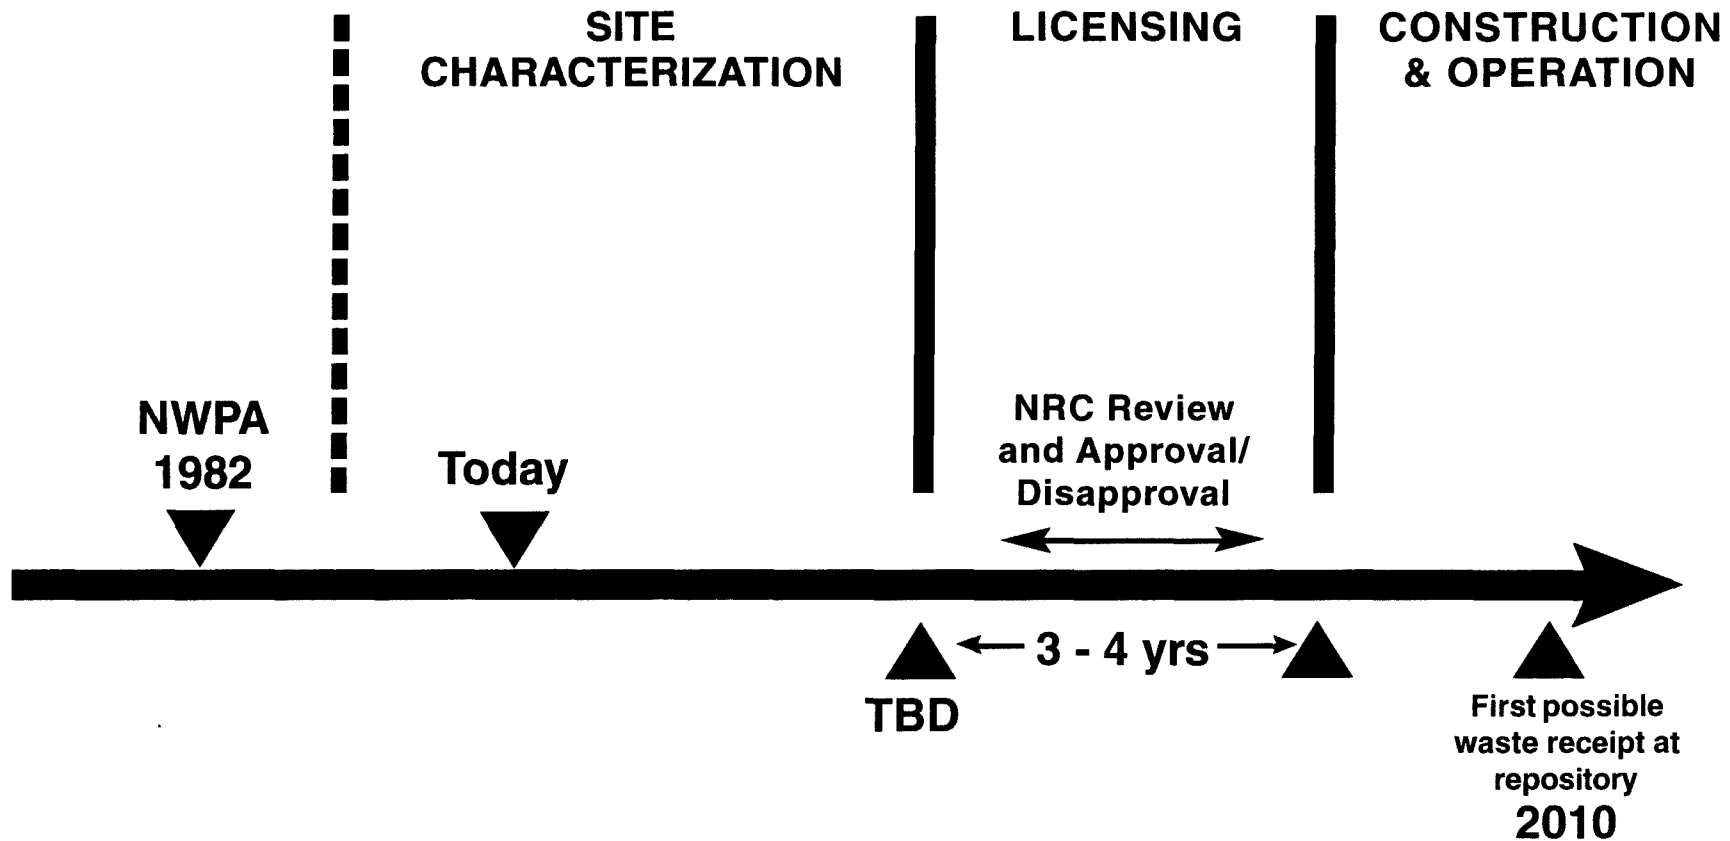 SITE
CHARACTERIZATION
LICENSING
CONSTRUCTION
& OPERATION
NWPA
1982
Today
NRC Review
and Approval/
Disapproval
3 - 4 yrs
TBD
First possible
waste receipt at
repository
2010